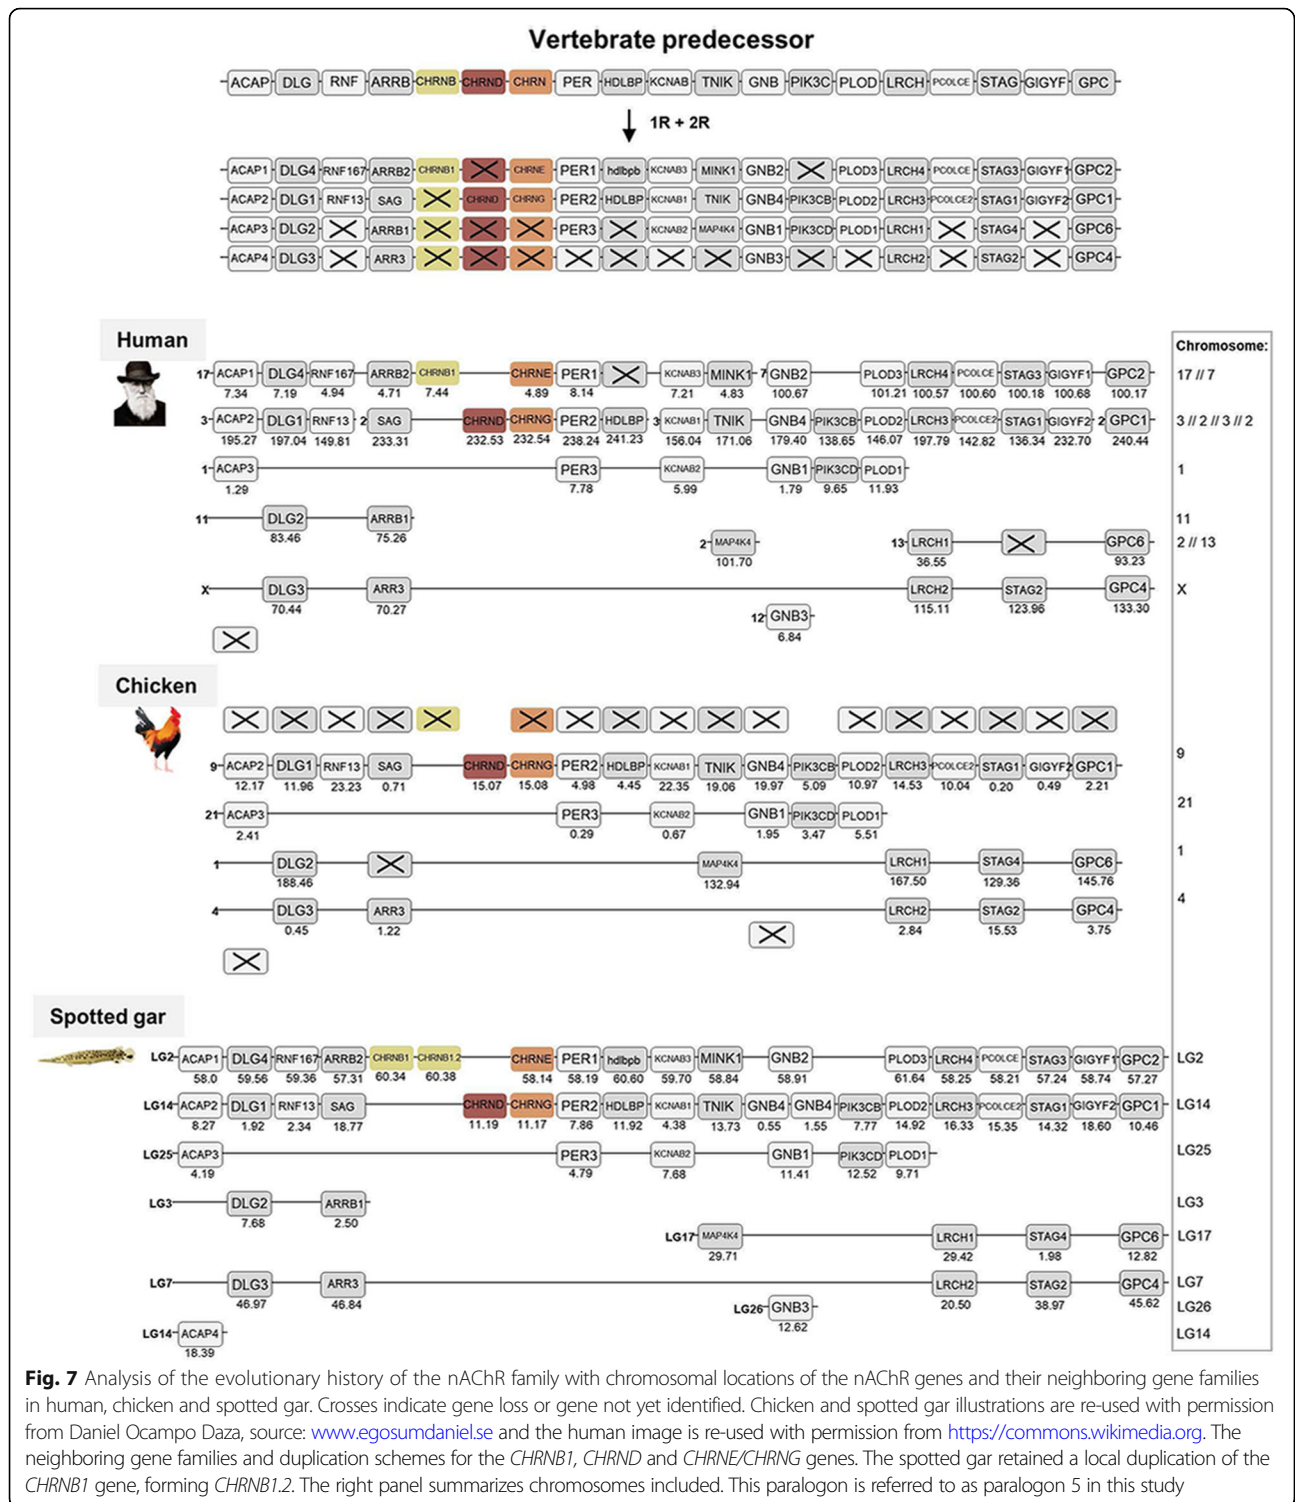 Vertebrate predecessor
ACAP DLG RNF ARRB CHRNB CHRND CHRN PER HDLBP KCNAB TNIK GNB PIK3C PLOD LRCH PCOLCE STAG GIGYF GPC
1R + 2R
ACAP1 DLG4 RNF167 ARRB2 CHRNB1 CHRNE PER1 hdlbpb KCNAB3 MINK1 GNB2 PLOD3 LRCH4 PCOLCE STAG3 GIGYF1 GPC2
ACAP2 DLG1 RNF13 SAG CHRND CHRNG PER2 HDLBP KCNAB1 TNIK GNB4 PIK3CB PLOD2 LRCH3 PCOLCE2 STAG1 GIGYF2 GPC1
ACAP3 DLG2 ARRB1 PER3 KCNAB2 MAP4K4 GNB1 PIK3CD PLOD1 LRCH1 STAG4 GPC6
ACAP4 DLG3 ARR3 GNB3 LRCH2 STAG2 GPC4
Human
Chromosome:
17 ACAP1 DLG4 RNF167 ARRB2 CHRNB1 CHRNE PER1 KCNAB3 MINK1 7 GNB2 PLOD3 LRCH4 PCOLCE STAG3 GIGYF1 GPC2 17 // 7
7.34 7.19 4.94 4.71 7.44 4.89 8.14 7.21 4.83 100.67 101.21 100.57 100.60 100.18 100.68 100.17
3 ACAP2 DLG1 RNF13 2 SAG CHRND CHRNG PER2 HDLBP 3 KCNAB1 TNIK GNB4 PIK3CB PLOD2 LRCH3 PCOLCE2 STAG1 GIGYF2 2 GPC1 3 // 2 // 3 // 2
195.27 197.04 149.81 233.31 232.53 232.54 238.24 241.23 156.04 171.06 179.40 138.65 146.07 197.79 142.82 136.34 232.70 240.44
1 ACAP3 PER3 KCNAB2 GNB1 PIK3CD PLOD1 1
1.29 7.78 5.99 1.79 9.65 11.93
11 DLG2 ARRB1 11
83.46 75.26
2 MAP4K4 13 LRCH1 GPC6 2 // 13
101.70 36.55 93.23
X DLG3 ARR3 LRCH2 STAG2 GPC4 X
70.44 70.27 115.11 123.96 133.30
12 GNB3
6.84
Chicken
9 ACAP2 DLG1 RNF13 SAG CHRND CHRNG PER2 HDLBP KCNAB1 TNIK GNB4 PIK3CB PLOD2 LRCH3 PCOLCE2 STAG1 GIGYF2 GPC1 9
12.17 11.96 23.23 0.71 15.07 15.08 4.98 4.45 22.35 19.06 19.97 5.09 10.97 14.53 10.04 0.20 0.49 2.21
21 ACAP3 PER3 KCNAB2 GNB1 PIK3CD PLOD1 21
2.41 0.29 0.67 1.95 3.47 5.51
1 DLG2 MAP4K4 LRCH1 STAG4 GPC6 1
188.46 132.94 167.50 129.36 145.76
4 DLG3 ARR3 LRCH2 STAG2 GPC4 4
0.45 1.22 2.84 15.53 3.75
Spotted gar
LG2 ACAP1 DLG4 RNF167 ARRB2 CHRNB1 CHRNB1.2 CHRNE PER1 hdlbpb KCNAB3 MINK1 GNB2 PLOD3 LRCH4 PCOLCE STAG3 GIGYF1 GPC2 LG2
58.0 59.56 59.36 57.31 60.34 60.38 58.14 58.19 60.60 59.70 58.84 58.91 61.64 58.25 58.21 57.24 58.74 57.27
LG14 ACAP2 DLG1 RNF13 SAG CHRND CHRNG PER2 HDLBP KCNAB1 TNIK GNB4 GNB4 PIK3CB PLOD2 LRCH3 PCOLCE2 STAG1 GIGYF2 GPC1 LG14
8.27 1.92 2.34 18.77 11.19 11.17 7.86 11.92 4.38 13.73 0.55 1.55 7.77 14.92 16.33 15.35 14.32 18.60 10.46
LG25 ACAP3 PER3 KCNAB2 GNB1 PIK3CD PLOD1 LG25
4.19 4.79 7.68 11.41 12.52 9.71
LG3 DLG2 ARRB1 LG3
7.68 2.50
LG17 MAP4K4 LRCH1 STAG4 GPC6 LG17
29.71 29.42 1.98 12.82
LG7 DLG3 ARR3 LRCH2 STAG2 GPC4 LG7
46.97 46.84 20.50 38.97 45.62
LG26 GNB3 LG26
12.62
LG14 ACAP4 LG14
18.39
Fig. 7 Analysis of the evolutionary history of the nAChR family with chromosomal locations of the nAChR genes and their neighboring gene families
in human, chicken and spotted gar. Crosses indicate gene loss or gene not yet identified. Chicken and spotted gar illustrations are re-used with permission
from Daniel Ocampo Daza, source: www.egosumdaniel.se and the human image is re-used with permission from https://commons.wikimedia.org. The
neighboring gene families and duplication schemes for the CHRNB1, CHRND and CHRNE/CHRNG genes. The spotted gar retained a local duplication of the
CHRNB1 gene, forming CHRNB1.2. The right panel summarizes chromosomes included. This paralogon is referred to as paralogon 5 in this study